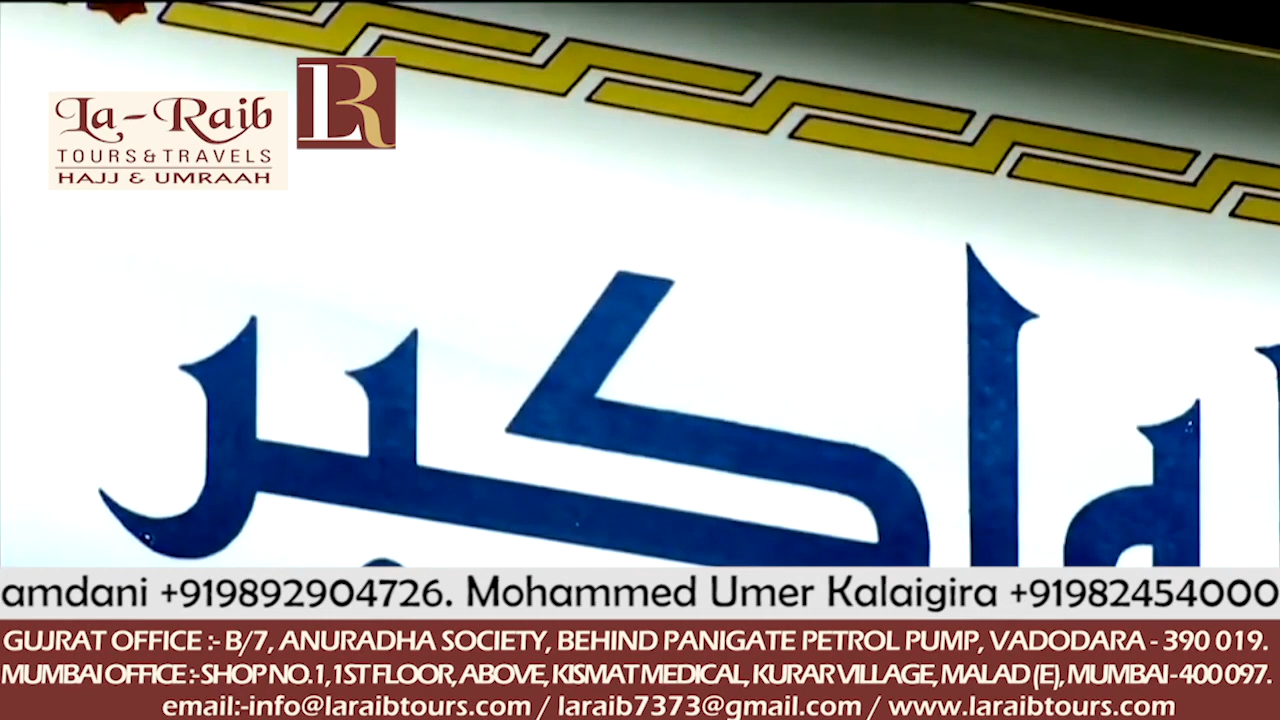 La-Raib
TOURS & TRAVELS
HAJJ & UMRAAH
LR
اكبر
amdani +919892904726. Mohammed Umer Kalaigira +91982454000
GUJRAT OFFICE :- B/7, ANURADHA SOCIETY, BEHIND PANIGATE PETROL PUMP, VADODARA - 390 019.
MUMBAI OFFICE :- SHOP NO. 1, 1ST FLOOR, ABOVE, KISMAT MEDICAL, KURAR VILLAGE, MALAD (E), MUMBAI - 400 097.
email:-info@laraibtours.com / laraib7373@gmail.com / www.laraibtours.com